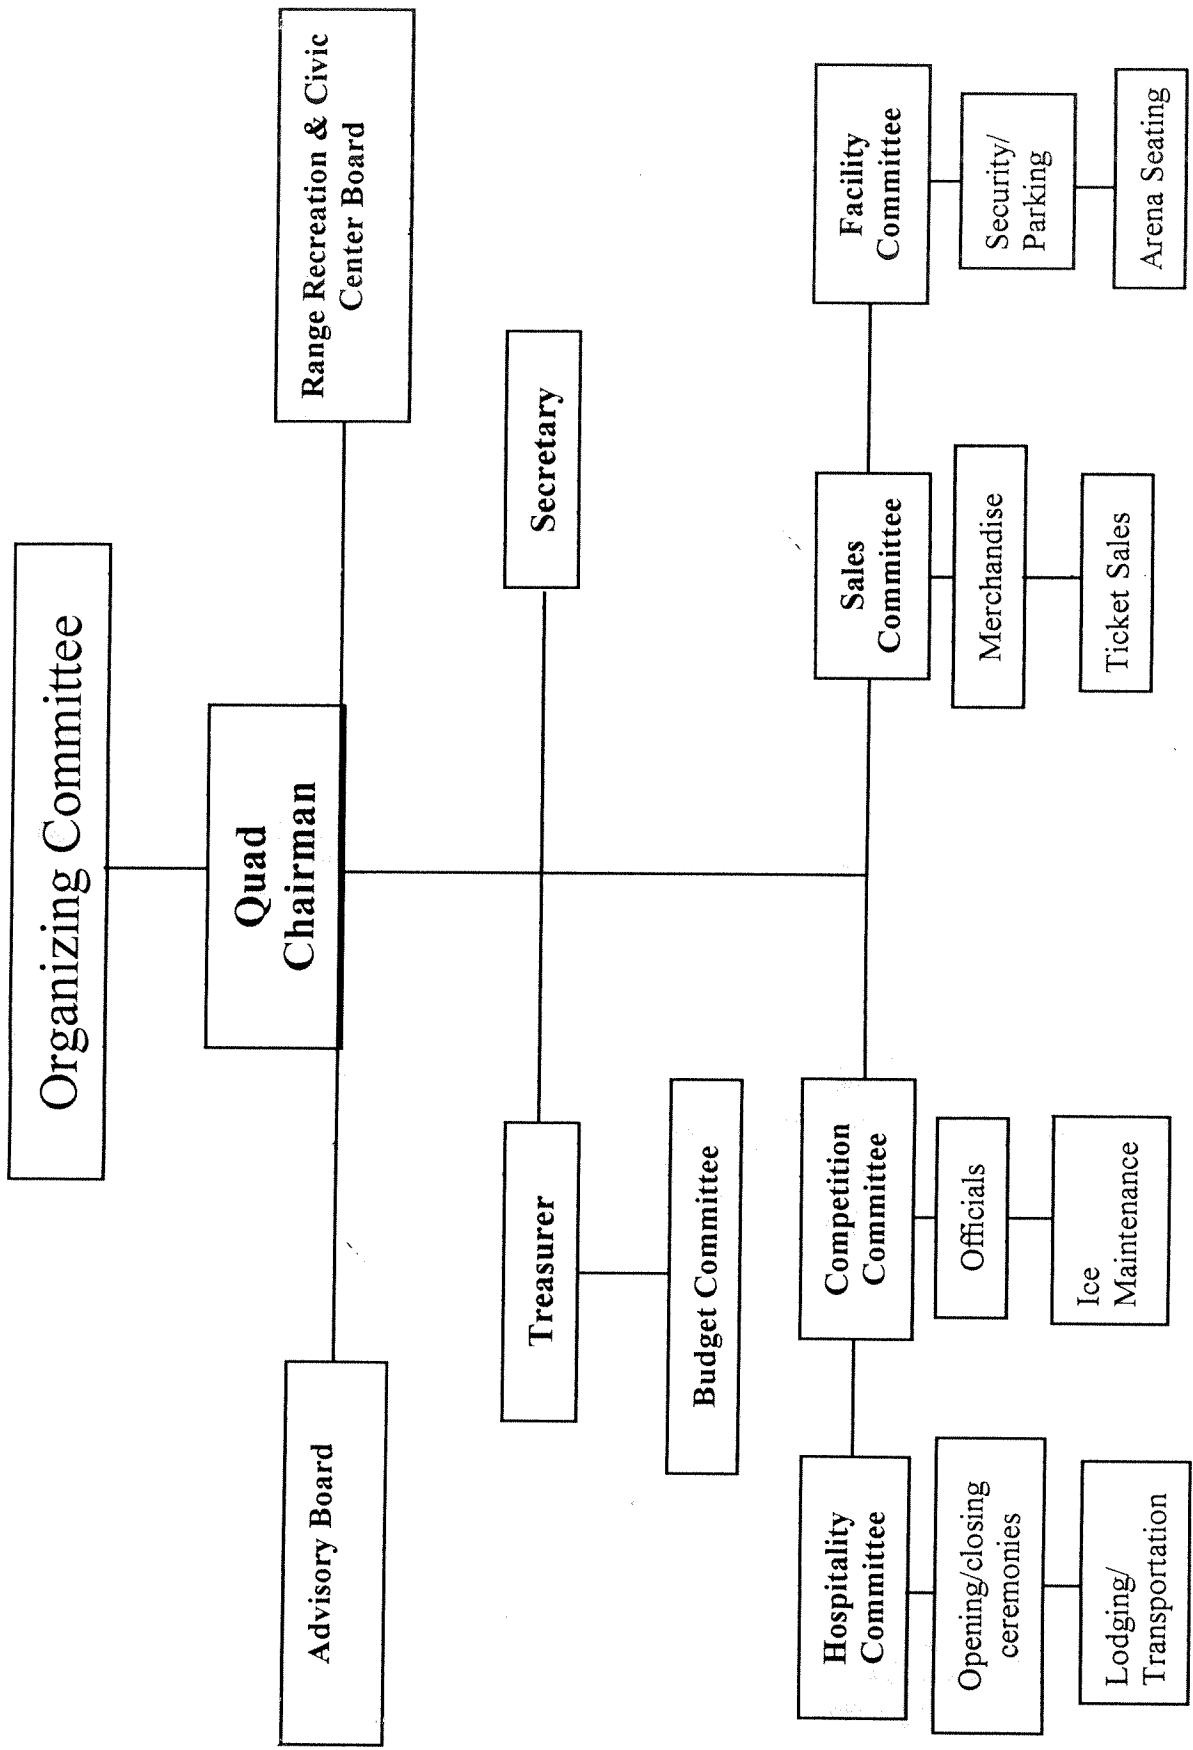 Organizing Committee
Quad
Chairman
Advisory Board
Range Recreation & Civic
Center Board
Treasurer
Secretary
Budget Committee
Hospitality
Committee
Competition
Committee
Sales
Committee
Facility
Committee
Opening/closing
ceremonies
Officials
Merchandise
Security/
Parking
Lodging/
Transportation
Ice
Maintenance
Ticket Sales
Arena Seating